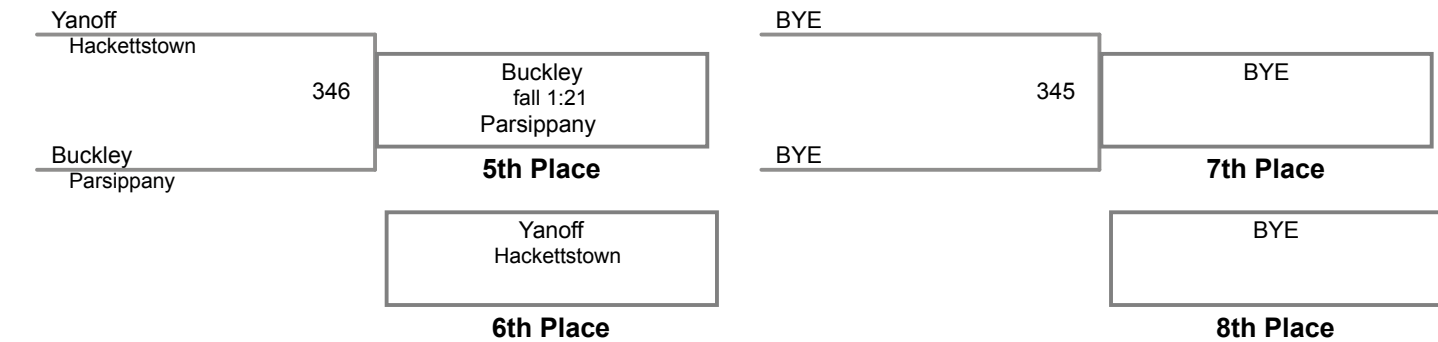 Yanoff
Hackettstown
346
Buckley
fall 1:21
Parsippany
Buckley
Parsippany
5th Place
Yanoff
Hackettstown
6th Place
BYE
345
BYE
BYE
7th Place
BYE
8th Place